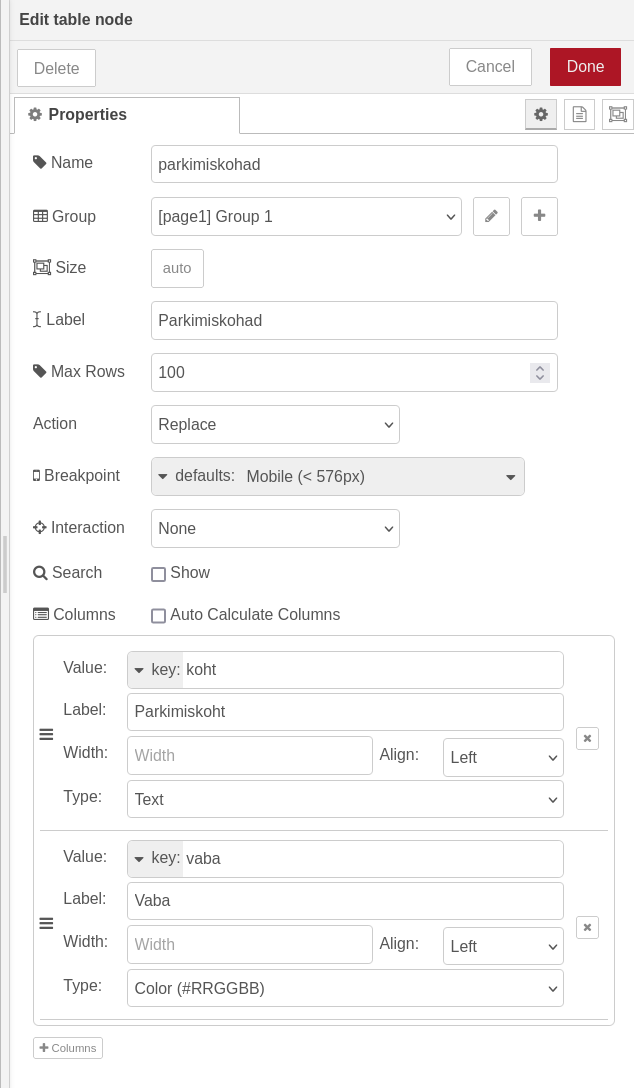 Edit table node
Delete
Cancel
Done
Properties
Name
parkimiskohad
Group
[page1] Group 1
Size
auto
Label
Parkimiskohad
Max Rows
100
Action
Replace
Breakpoint
defaults: Mobile (< 576px)
Interaction
None
Search
Show
Columns
Auto Calculate Columns
Value:
key: koht
Label:
Parkimiskoht
Width:
Width
Align:
Left
Type:
Text
Value:
key: vaba
Label:
Vaba
Width:
Width
Align:
Left
Type:
Color (#RRGGBB)
Columns